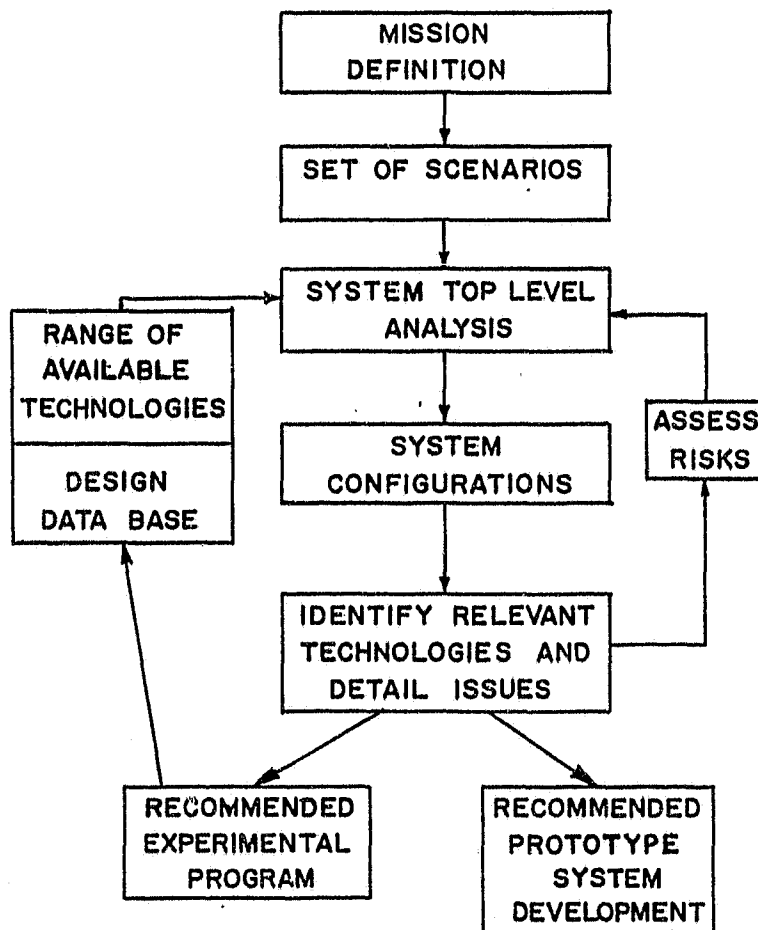 MISSION
DEFINITION
SET OF SCENARIOS
SYSTEM TOP LEVEL
ANALYSIS
RANGE OF
AVAILABLE
TECHNOLOGIES
DESIGN
DATA BASE
SYSTEM
CONFIGURATIONS
ASSESS
RISKS
IDENTIFY RELEVANT
TECHNOLOGIES AND
DETAIL ISSUES
RECOMMENDED
EXPERIMENTAL
PROGRAM
RECOMMENDED
PROTOTYPE
SYSTEM
DEVELOPMENT